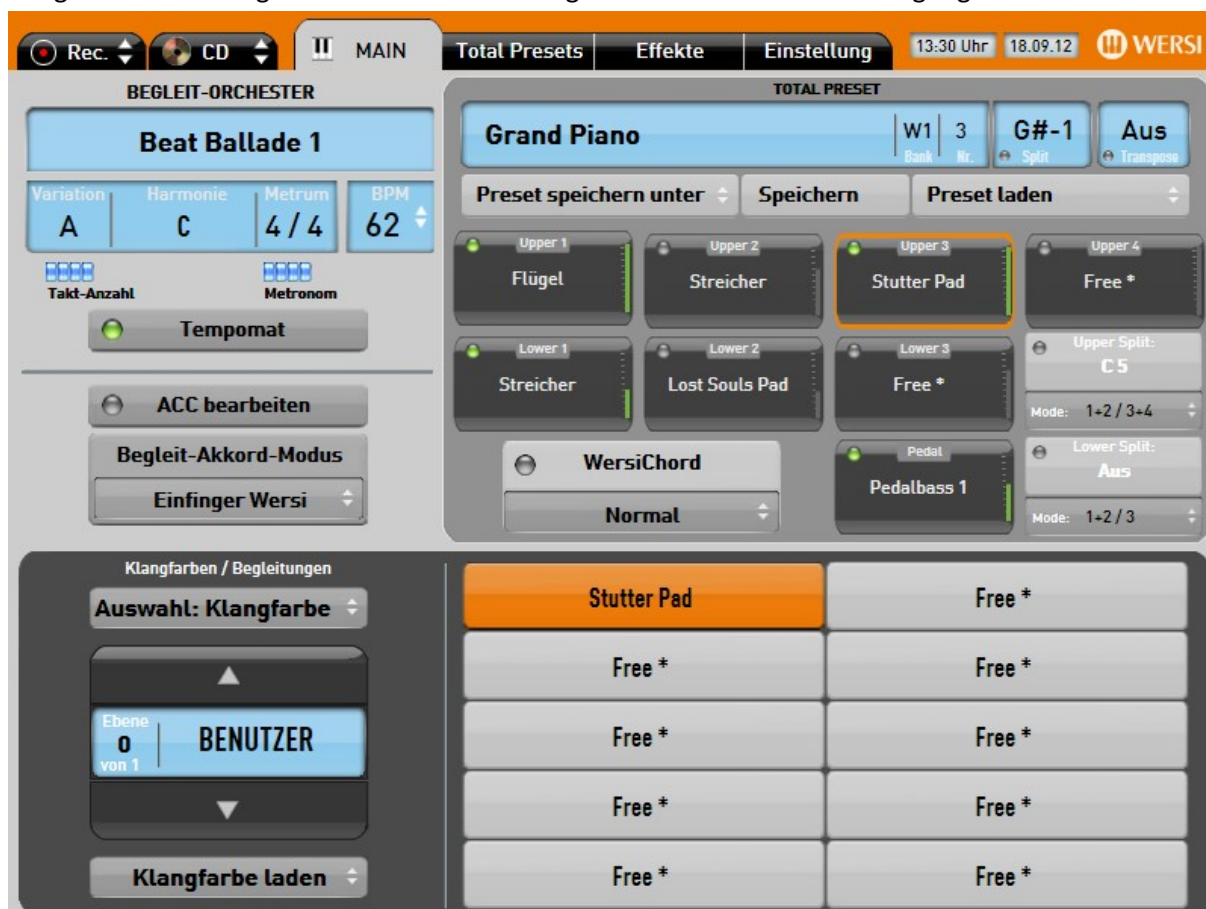 Rec.
CD
MAIN
Total Presets
Effekte
Einstellung
13:30 Uhr
18.09.12
WERSI
BEGLEIT-ORCHESTER
Beat Ballade 1
Variation
A
Harmonie
C
Metrum
4 / 4
BPM
62
Takt-Anzahl
Metronom
Tempomat
ACC bearbeiten
Begleit-Akkord-Modus
Einfinger Wersi
TOTAL PRESET
Grand Piano
W1
Bank
3
Nr.
G#-1
Split
Aus
Transpose
Preset speichern unter
Speichern
Preset laden
Upper 1
Flügel
Upper 2
Streicher
Upper 3
Stutter Pad
Upper 4
Free *
Lower 1
Streicher
Lower 2
Lost Souls Pad
Lower 3
Free *
Upper Split:
C 5
Mode: 1+2 / 3+4
WersiChord
Normal
Pedal
Pedalbass 1
Lower Split:
Aus
Mode: 1+2 / 3
Klangfarben / Begleitungen
Auswahl: Klangfarbe
Ebene
0
von 1
BENUTZER
Klangfarbe laden
Stutter Pad
Free *
Free *
Free *
Free *
Free *
Free *
Free *
Free *
Free *